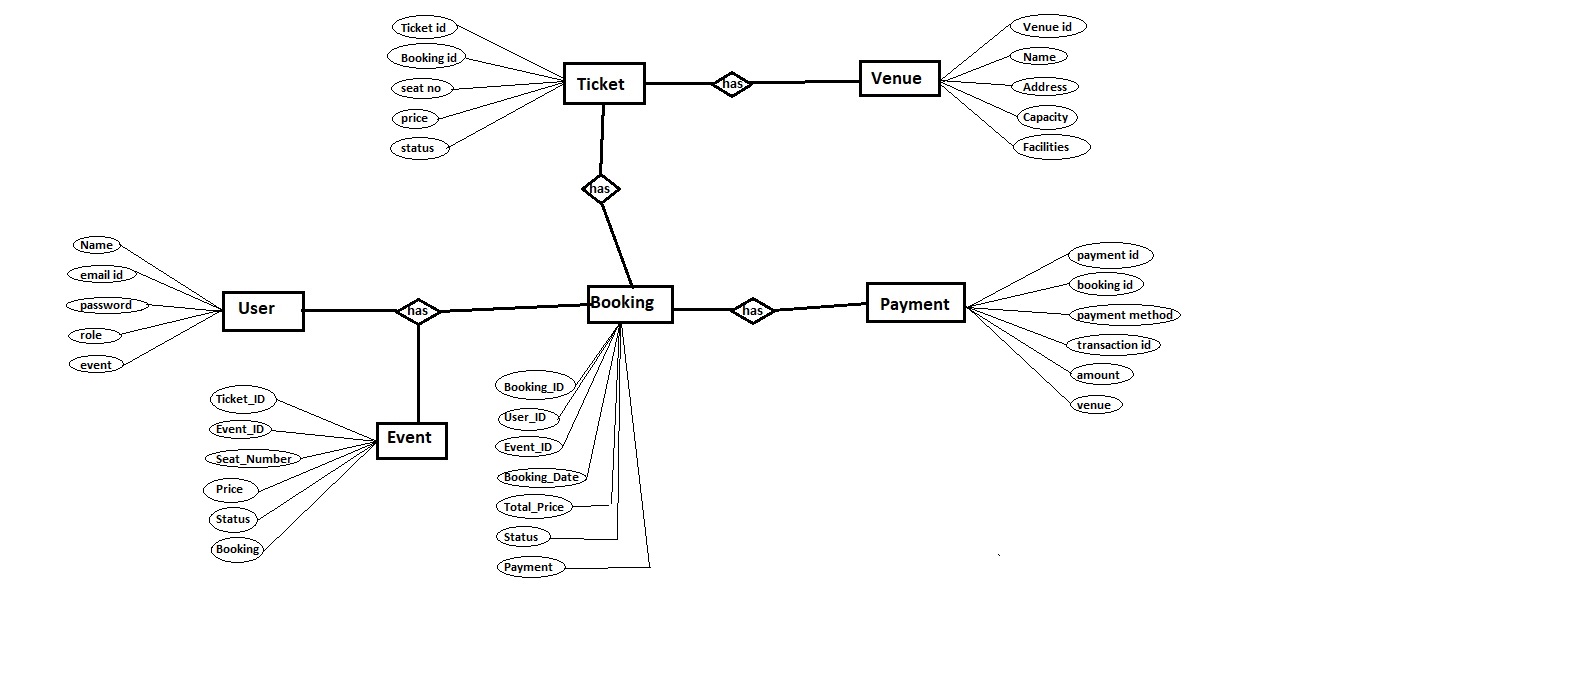 Ticket id
Booking id
seat no
price
status
Ticket
has
Venue
Venue id
Name
Address
Capacity
Facilities
has
Name
email id
password
role
event
User
has
Booking
has
Payment
payment id
booking id
payment method
transaction id
amount
venue
Ticket_ID
Event_ID
Seat_Number
Price
Status
Booking
Event
Booking_ID
User_ID
Event_ID
Booking_Date
Total_Price
Status
Payment